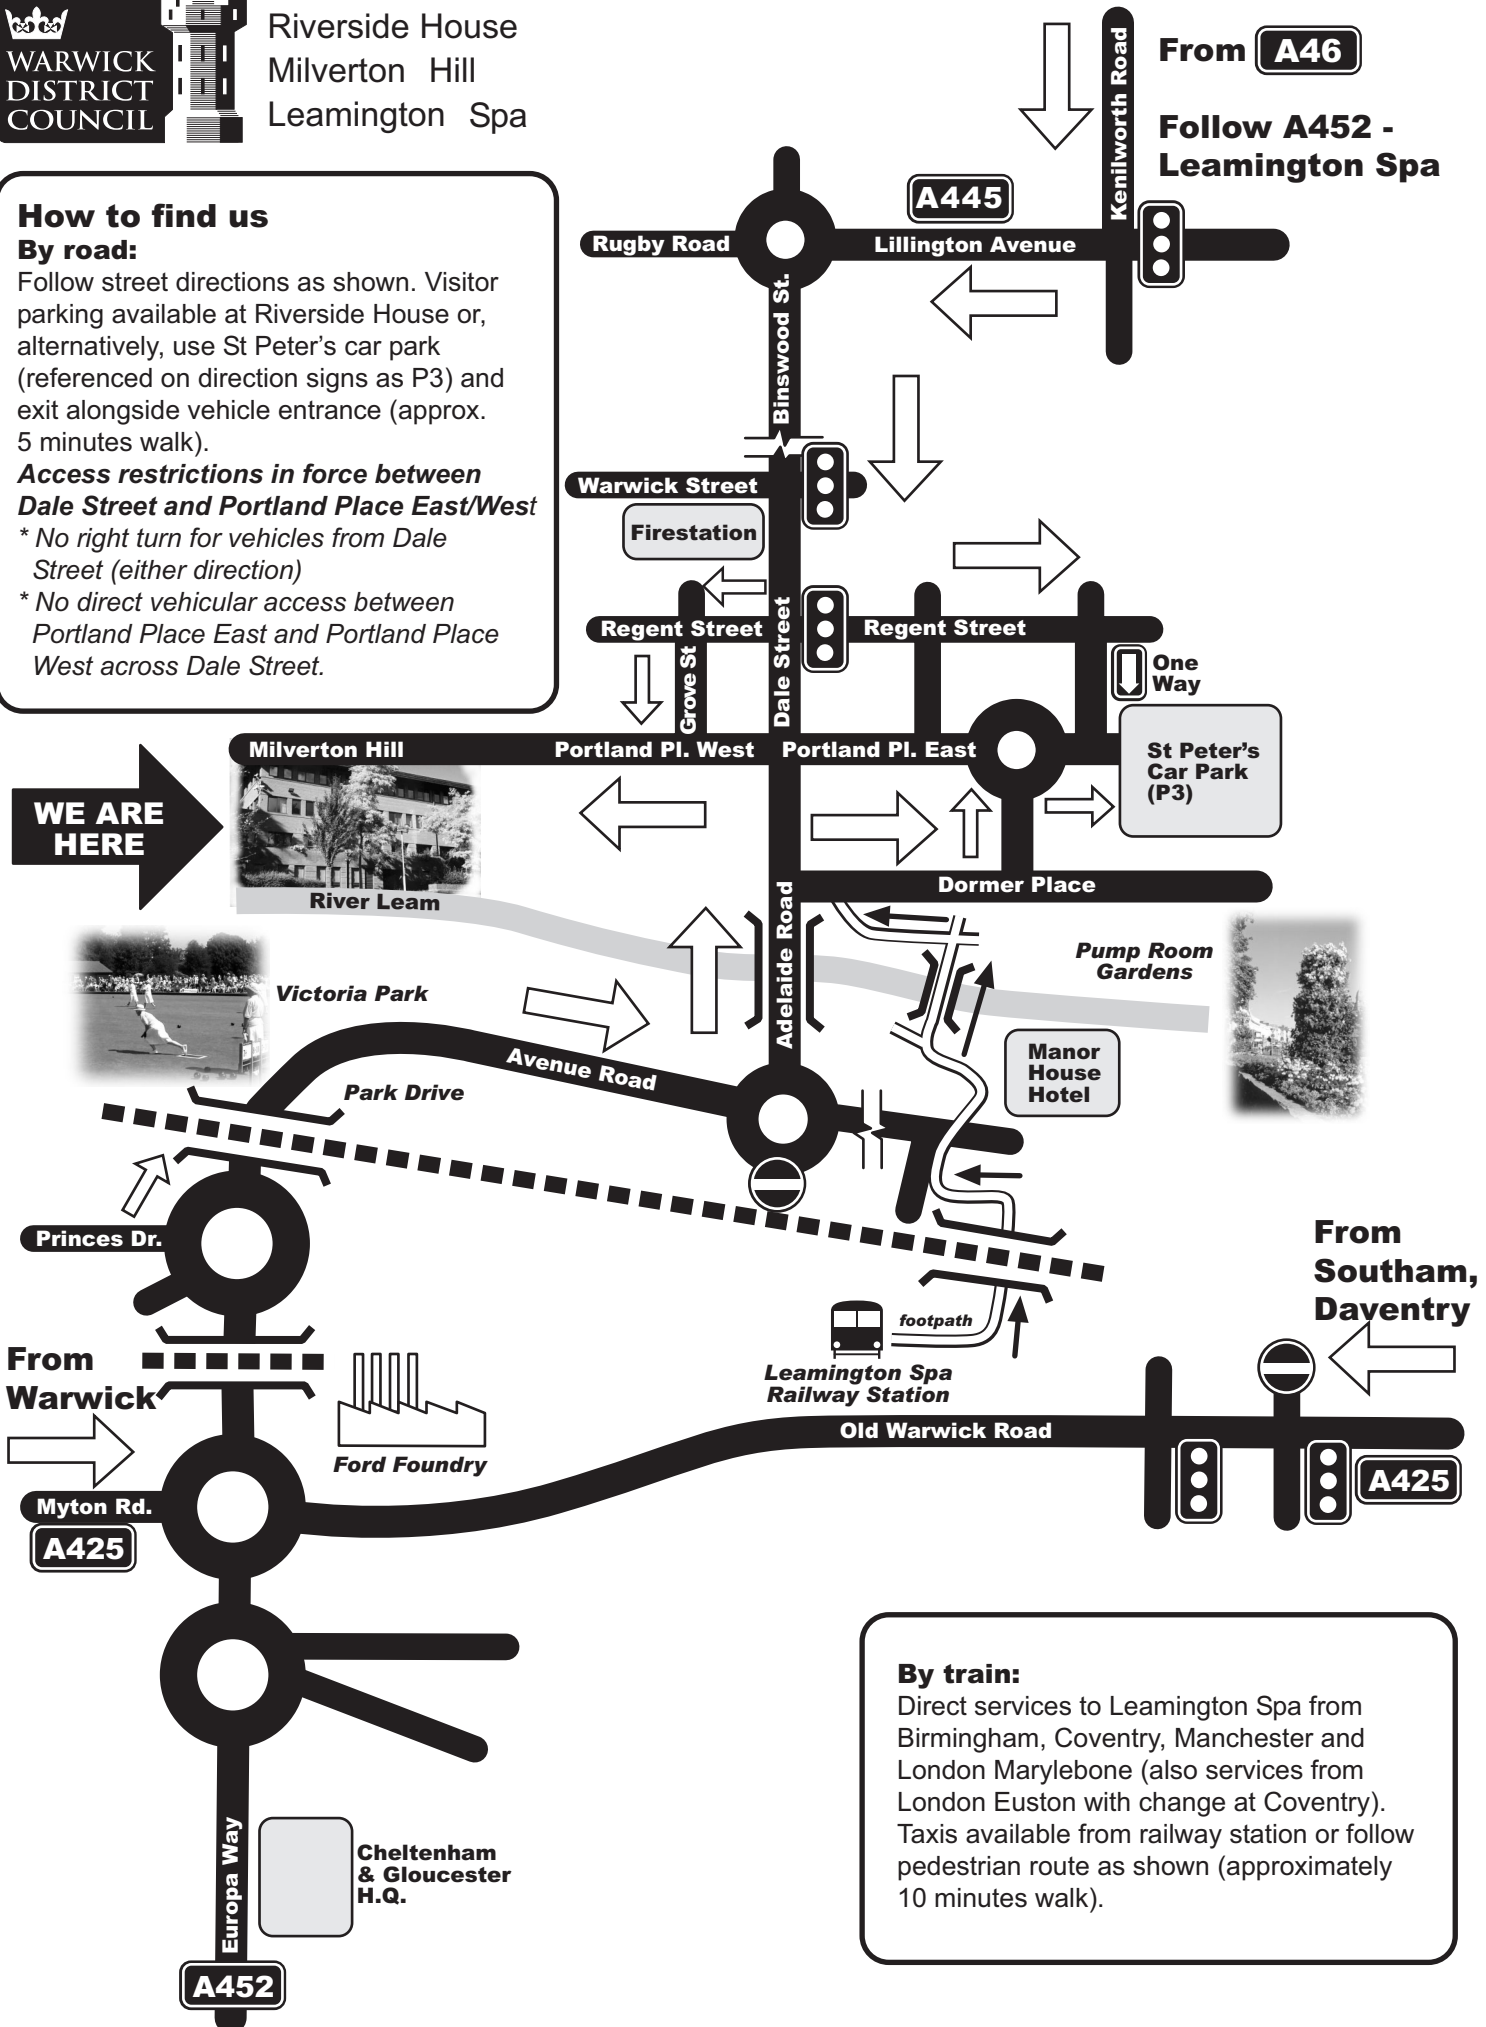 WARWICK
DISTRICT
COUNCIL
Riverside House
Milverton Hill
Leamington Spa
How to find us
By road:
Follow street directions as shown. Visitor
parking available at Riverside House or,
alternatively, use St Peter’s car park
(referenced on direction signs as P3) and
exit alongside vehicle entrance (approx.
5 minutes walk).
Access restrictions in force between
Dale Street and Portland Place East/West
* No right turn for vehicles from Dale
Street (either direction)
* No direct vehicular access between
Portland Place East and Portland Place
West across Dale Street.
From A46
Follow A452 -
Leamington Spa
Kenilworth Road
A445
Rugby Road
Lillington Avenue
Binswood St.
Warwick Street
Firestation
Regent Street
Regent Street
Dale Street
Grove St
One
Way
Milverton Hill
Portland Pl. West
Portland Pl. East
St Peter’s
Car Park
(P3)
WE ARE
HERE
River Leam
Dormer Place
Adelaide Road
Pump Room
Gardens
Victoria Park
Avenue Road
Manor
House
Hotel
Park Drive
Princes Dr.
From
Southam,
Daventry
footpath
Leamington Spa
Railway Station
From
Warwick
Old Warwick Road
Ford Foundry
A425
Myton Rd.
A425
By train:
Direct services to Leamington Spa from
Birmingham, Coventry, Manchester and
London Marylebone (also services from
London Euston with change at Coventry).
Taxis available from railway station or follow
pedestrian route as shown (approximately
10 minutes walk).
Europa Way
Cheltenham
& Gloucester
H.Q.
A452